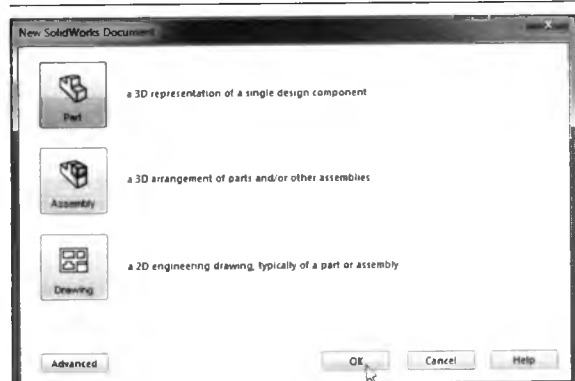 New SolidWorks Document
Part
a 3D representation of a single design component
Assembly
a 3D arrangement of parts and/or other assemblies
Drawing
a 2D engineering drawing, typically of a part or assembly
Advanced
OK
Cancel
Help